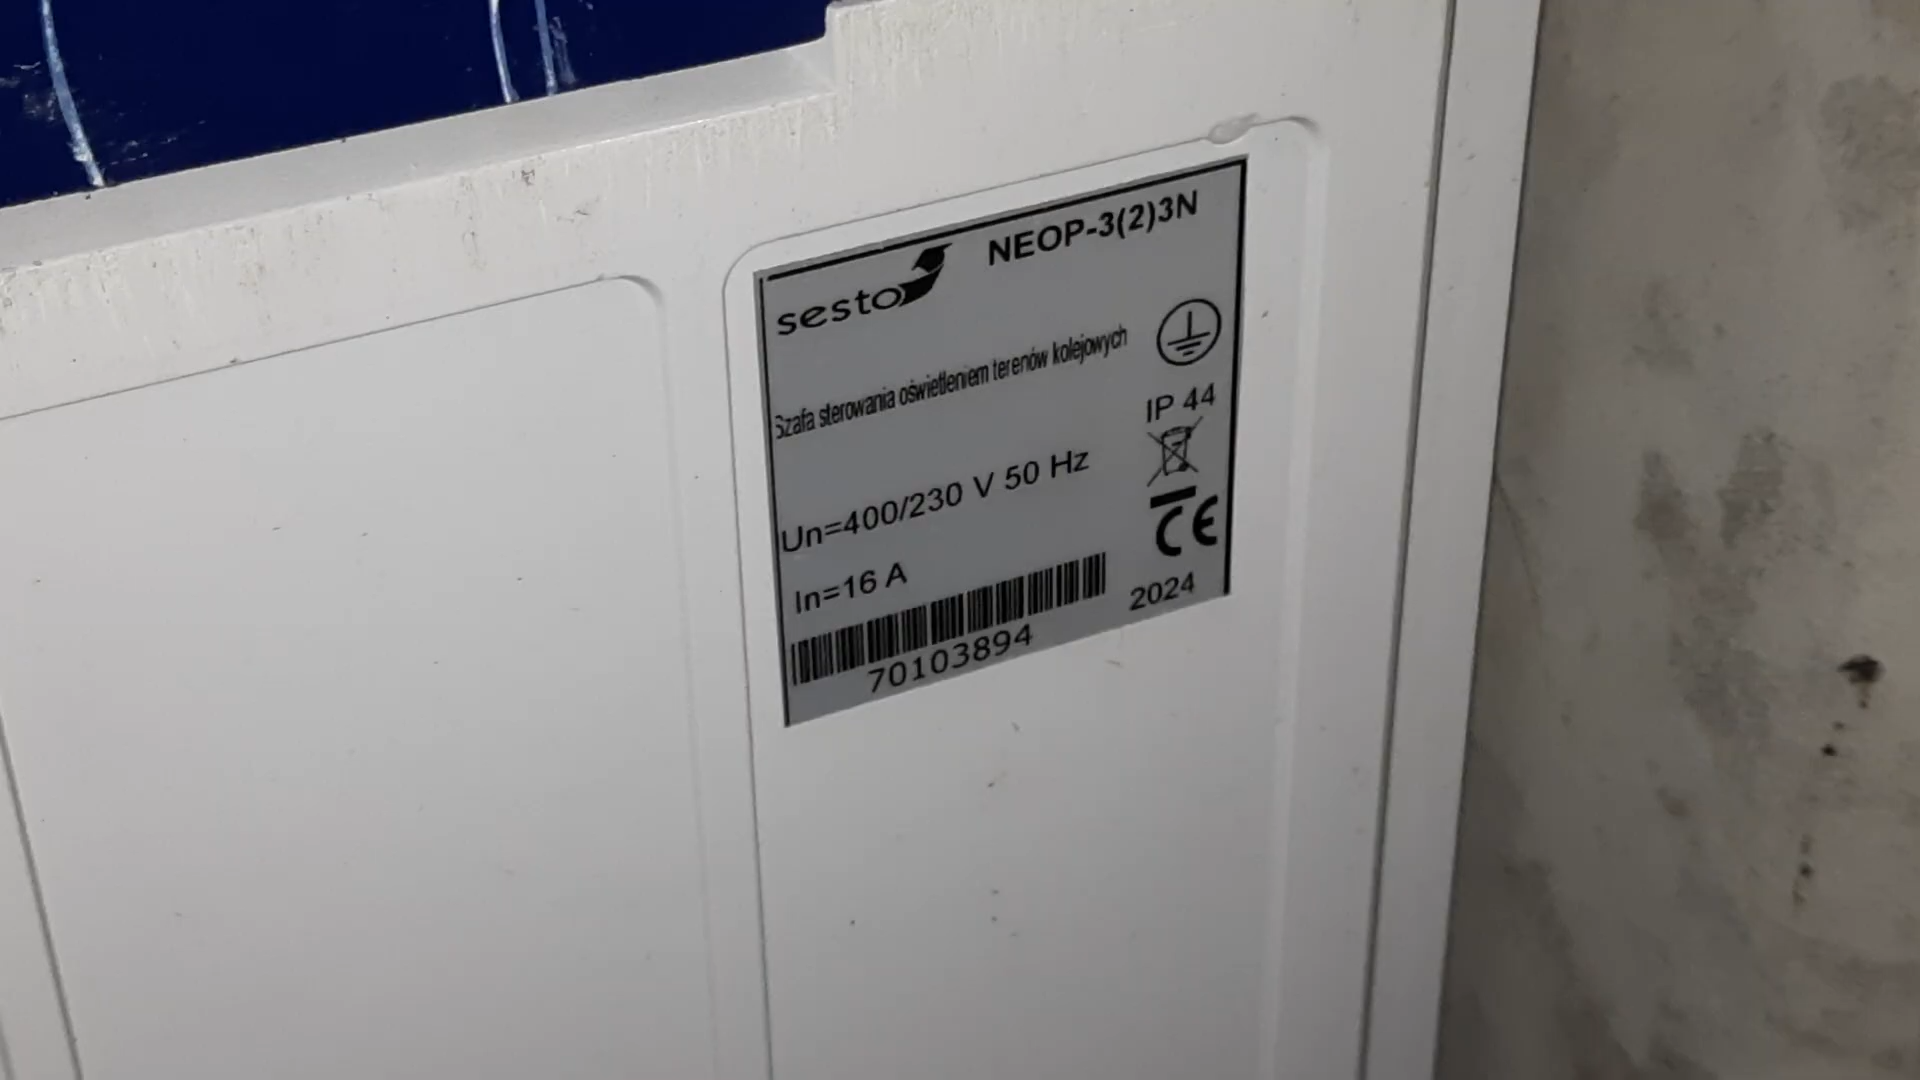 sesto NEOP-3(2)3N
Szafa sterowania oświetleniem terenów kolejowych
IP 44
Un=400/230 V 50 Hz
CE
In=16 A
2024
70103894